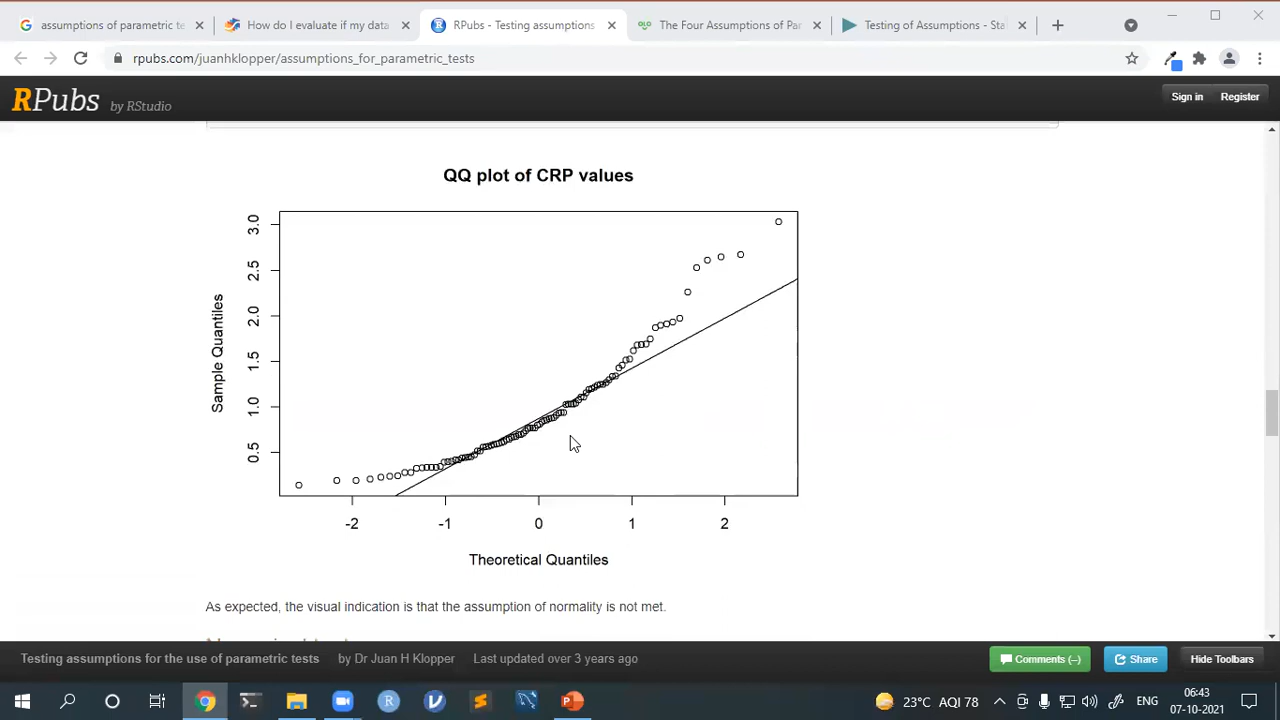 assumptions of parametric te
How do I evaluate if my data
RPubs - Testing assumptions
The Four Assumptions of Par
Testing of Assumptions - Sta
rpubs.com/juanhklopper/assumptions_for_parametric_tests
RPubs by RStudio
Sign in
Register
QQ plot of CRP values
Sample Quantiles
3.0
2.5
2.0
1.5
1.0
0.5
-2 -1 0 1 2
Theoretical Quantiles
As expected, the visual indication is that the assumption of normality is not met.
Testing assumptions for the use of parametric tests by Dr Juan H Klopper Last updated over 3 years ago
Comments (–)
Share
Hide Toolbars
23°C AQI 78
ENG
06:43
07-10-2021